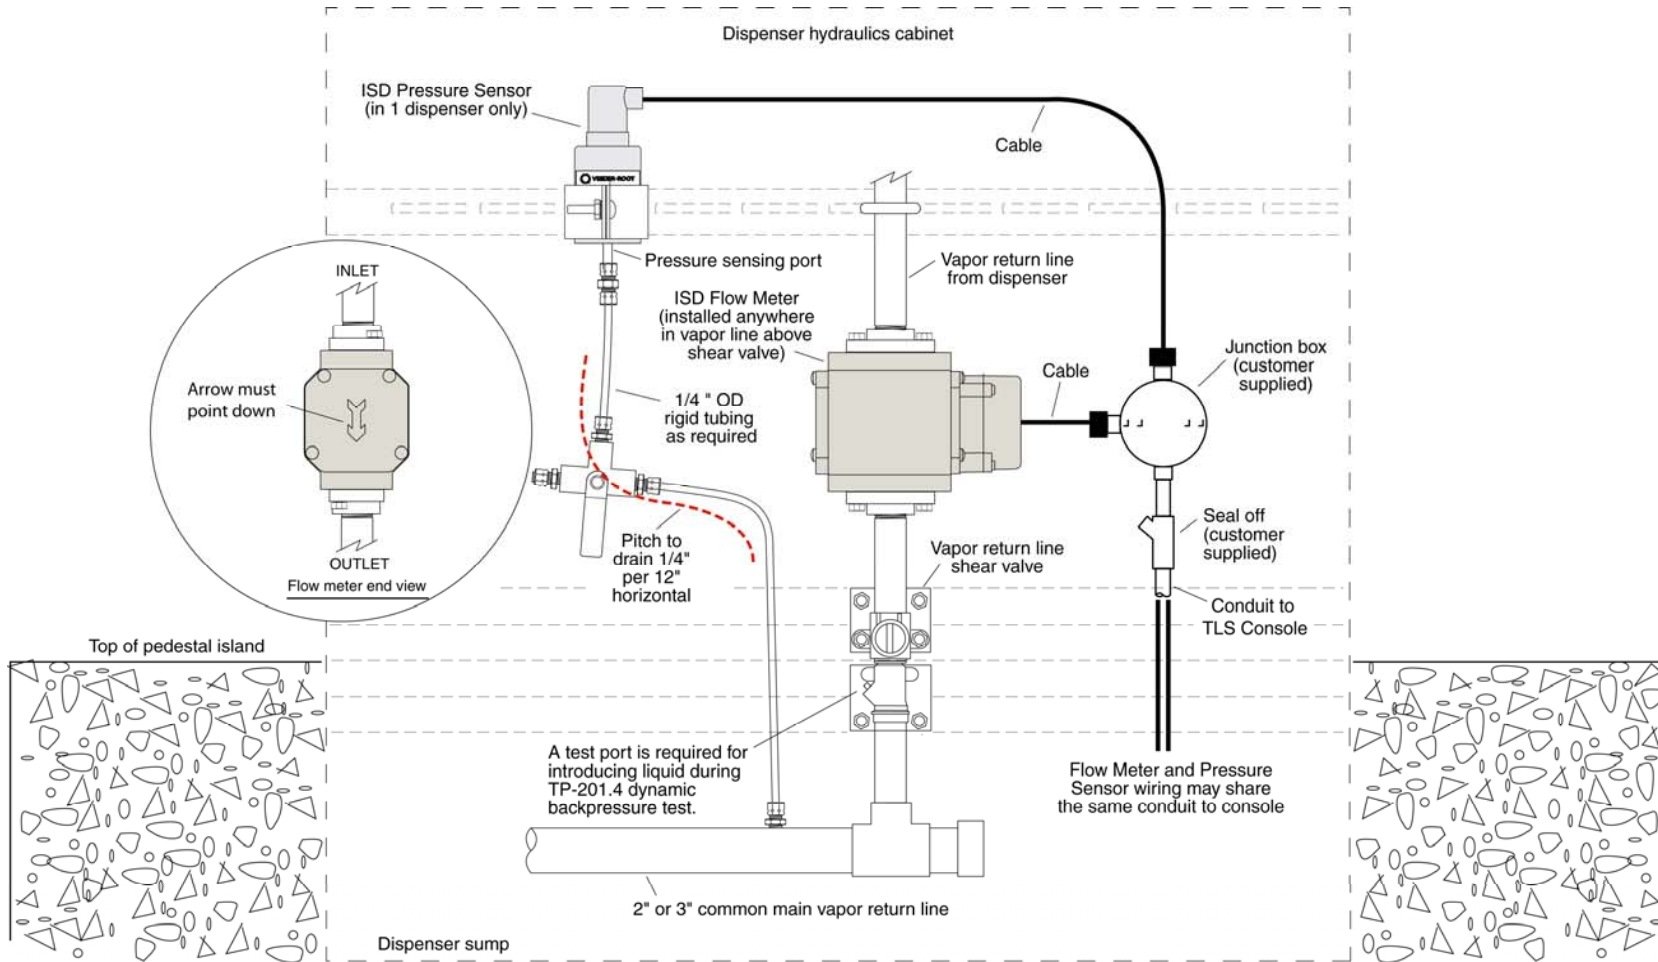 Dispenser hydraulics cabinet
ISD Pressure Sensor
(in 1 dispenser only)
Cable
VEEDER-ROOT
Pressure sensing port
Vapor return line
from dispenser
INLET
ISD Flow Meter
(installed anywhere
in vapor line above
shear valve)
Junction box
(customer
supplied)
Cable
Arrow must
point down
1/4 " OD
rigid tubing
as required
Seal off
(customer
supplied)
Pitch to
drain 1/4"
per 12"
horizontal
Vapor return line
shear valve
OUTLET
Flow meter end view
Conduit to
TLS Console
Top of pedestal island
A test port is required for
introducing liquid during
TP-201.4 dynamic
backpressure test.
Flow Meter and Pressure
Sensor wiring may share
the same conduit to console
2" or 3" common main vapor return line
Dispenser sump